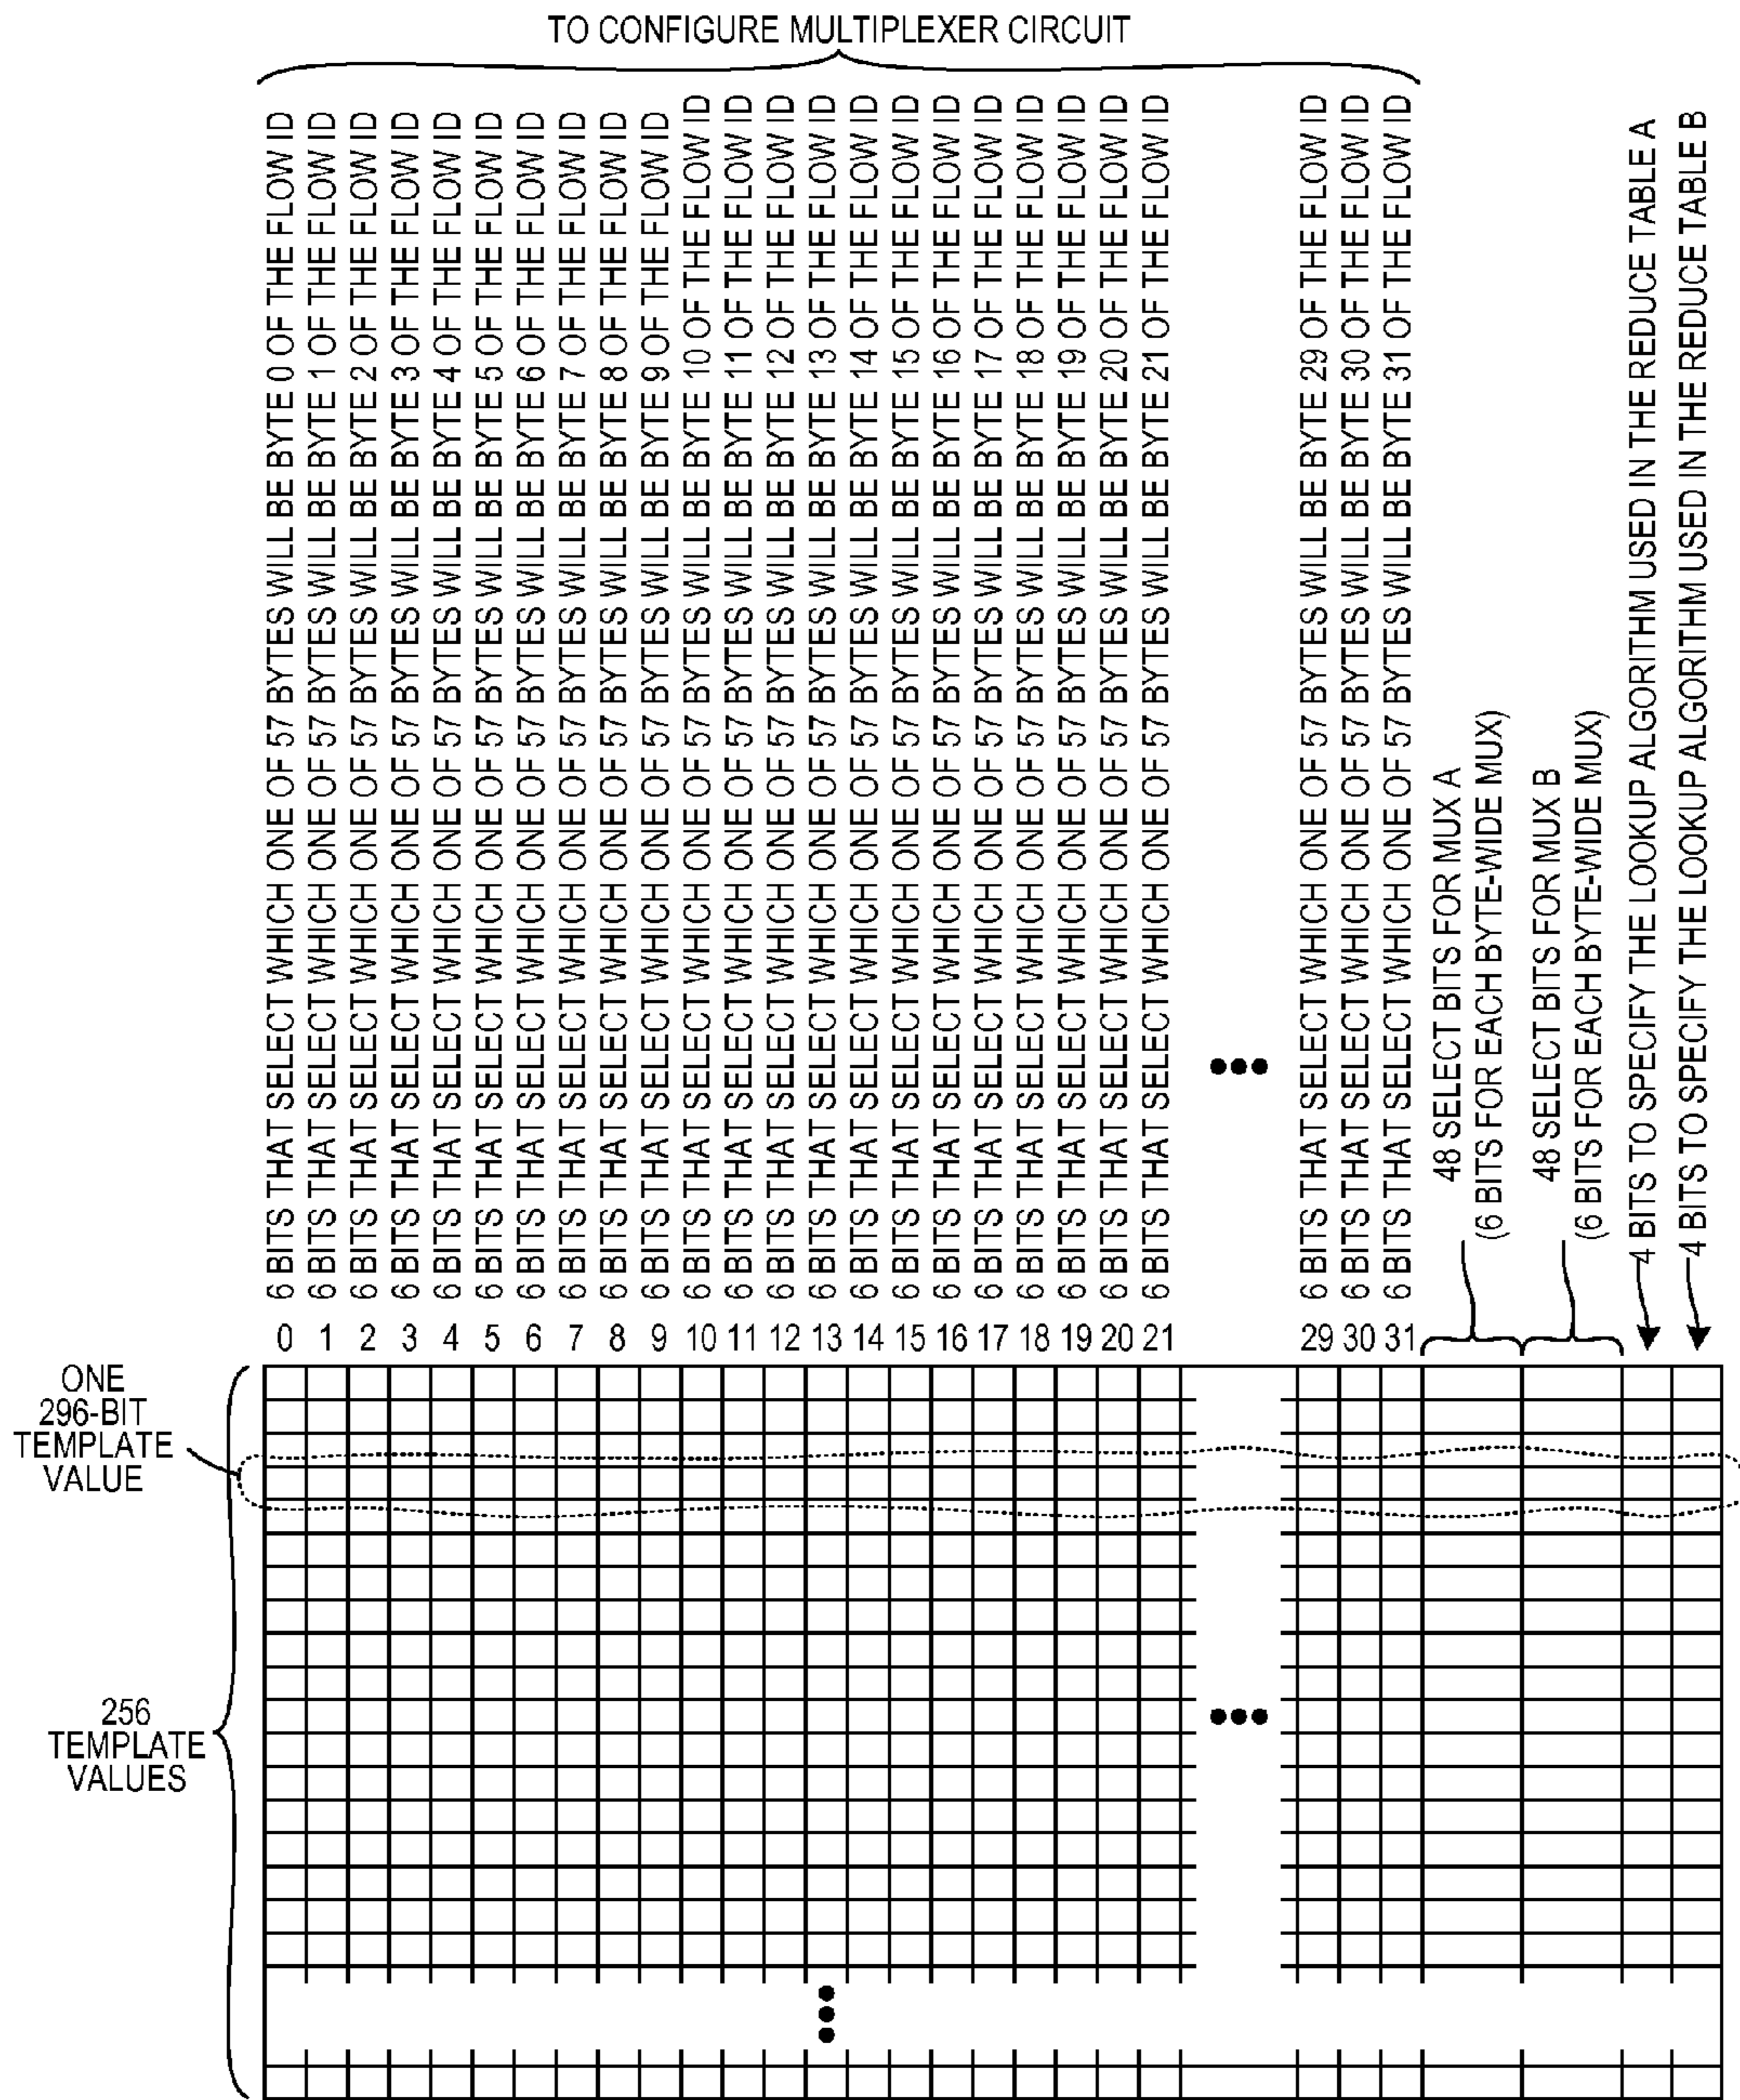 TO CONFIGURE MULTIPLEXER CIRCUIT
6 BITS THAT SELECT WHICH ONE OF 57 BYTES WILL BE BYTE 0 OF THE FLOW ID
6 BITS THAT SELECT WHICH ONE OF 57 BYTES WILL BE BYTE 1 OF THE FLOW ID
6 BITS THAT SELECT WHICH ONE OF 57 BYTES WILL BE BYTE 2 OF THE FLOW ID
6 BITS THAT SELECT WHICH ONE OF 57 BYTES WILL BE BYTE 3 OF THE FLOW ID
6 BITS THAT SELECT WHICH ONE OF 57 BYTES WILL BE BYTE 4 OF THE FLOW ID
6 BITS THAT SELECT WHICH ONE OF 57 BYTES WILL BE BYTE 5 OF THE FLOW ID
6 BITS THAT SELECT WHICH ONE OF 57 BYTES WILL BE BYTE 6 OF THE FLOW ID
6 BITS THAT SELECT WHICH ONE OF 57 BYTES WILL BE BYTE 7 OF THE FLOW ID
6 BITS THAT SELECT WHICH ONE OF 57 BYTES WILL BE BYTE 8 OF THE FLOW ID
6 BITS THAT SELECT WHICH ONE OF 57 BYTES WILL BE BYTE 9 OF THE FLOW ID
6 BITS THAT SELECT WHICH ONE OF 57 BYTES WILL BE BYTE 10 OF THE FLOW ID
6 BITS THAT SELECT WHICH ONE OF 57 BYTES WILL BE BYTE 11 OF THE FLOW ID
6 BITS THAT SELECT WHICH ONE OF 57 BYTES WILL BE BYTE 12 OF THE FLOW ID
6 BITS THAT SELECT WHICH ONE OF 57 BYTES WILL BE BYTE 13 OF THE FLOW ID
6 BITS THAT SELECT WHICH ONE OF 57 BYTES WILL BE BYTE 14 OF THE FLOW ID
6 BITS THAT SELECT WHICH ONE OF 57 BYTES WILL BE BYTE 15 OF THE FLOW ID
6 BITS THAT SELECT WHICH ONE OF 57 BYTES WILL BE BYTE 16 OF THE FLOW ID
6 BITS THAT SELECT WHICH ONE OF 57 BYTES WILL BE BYTE 17 OF THE FLOW ID
6 BITS THAT SELECT WHICH ONE OF 57 BYTES WILL BE BYTE 18 OF THE FLOW ID
6 BITS THAT SELECT WHICH ONE OF 57 BYTES WILL BE BYTE 19 OF THE FLOW ID
6 BITS THAT SELECT WHICH ONE OF 57 BYTES WILL BE BYTE 20 OF THE FLOW ID
6 BITS THAT SELECT WHICH ONE OF 57 BYTES WILL BE BYTE 21 OF THE FLOW ID
6 BITS THAT SELECT WHICH ONE OF 57 BYTES WILL BE BYTE 29 OF THE FLOW ID
6 BITS THAT SELECT WHICH ONE OF 57 BYTES WILL BE BYTE 30 OF THE FLOW ID
6 BITS THAT SELECT WHICH ONE OF 57 BYTES WILL BE BYTE 31 OF THE FLOW ID
48 SELECT BITS FOR MUX A
(6 BITS FOR EACH BYTE-WIDE MUX)
48 SELECT BITS FOR MUX B
(6 BITS FOR EACH BYTE-WIDE MUX)
4 BITS TO SPECIFY THE LOOKUP ALGORITHM USED IN THE REDUCE TABLE A
4 BITS TO SPECIFY THE LOOKUP ALGORITHM USED IN THE REDUCE TABLE B
0 1 2 3 4 5 6 7 8 9 10 11 12 13 14 15 16 17 18 19 20 21 29 30 31
ONE
296-BIT
TEMPLATE
VALUE
256
TEMPLATE
VALUES